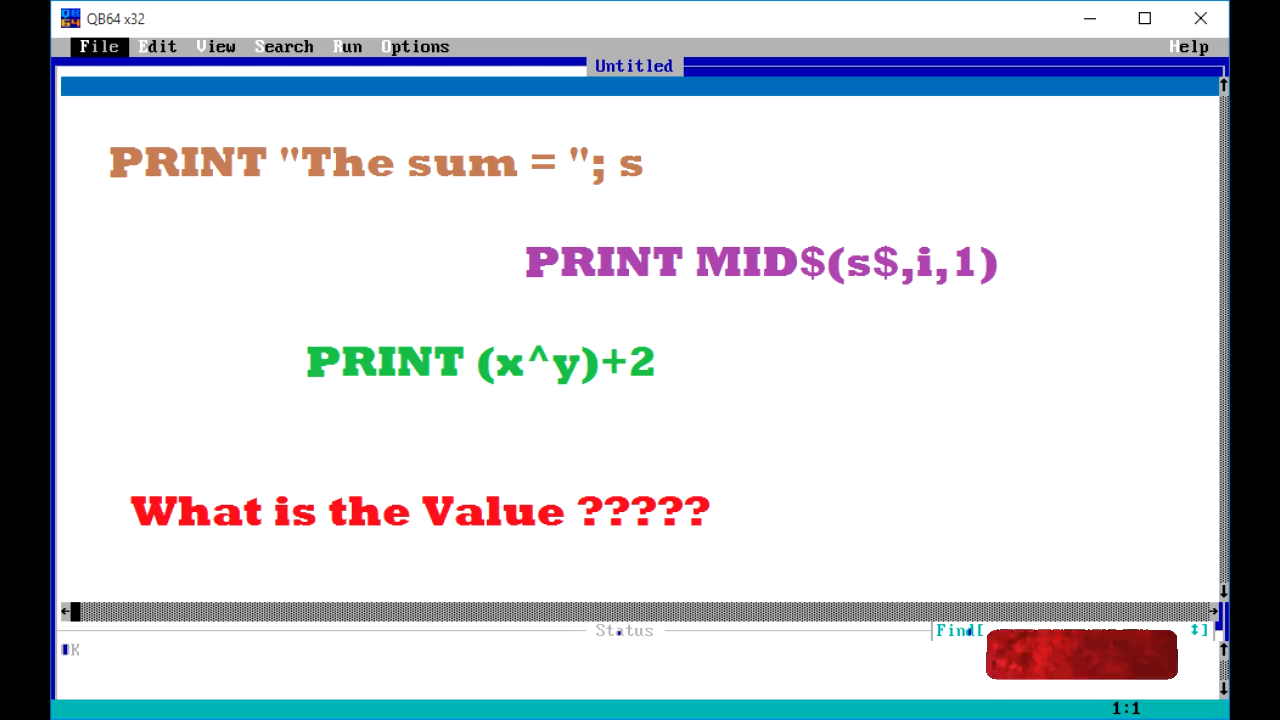 QB64 x32
File Edit View Search Run Options Help
Untitled
PRINT "The sum = "; s
PRINT MID$(s$,i,1)
PRINT (x^y)+2
What is the Value ?????
Status
Find[ ]
OK
1:1